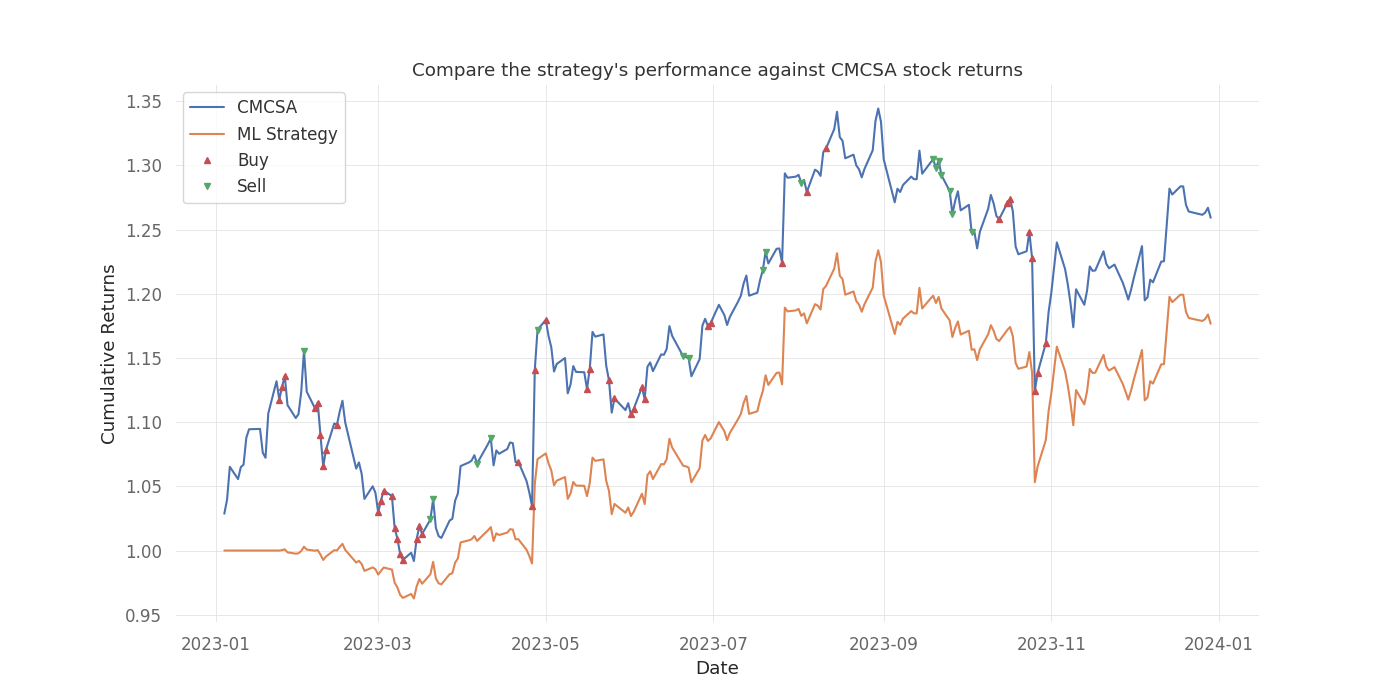 Compare the strategy's performance against CMCSA stock returns
CMCSA
ML Strategy
Buy
Sell
Cumulative Returns
1.35
1.30
1.25
1.20
1.15
1.10
1.05
1.00
0.95
2023-01 2023-03 2023-05 2023-07 2023-09 2023-11 2024-01
Date